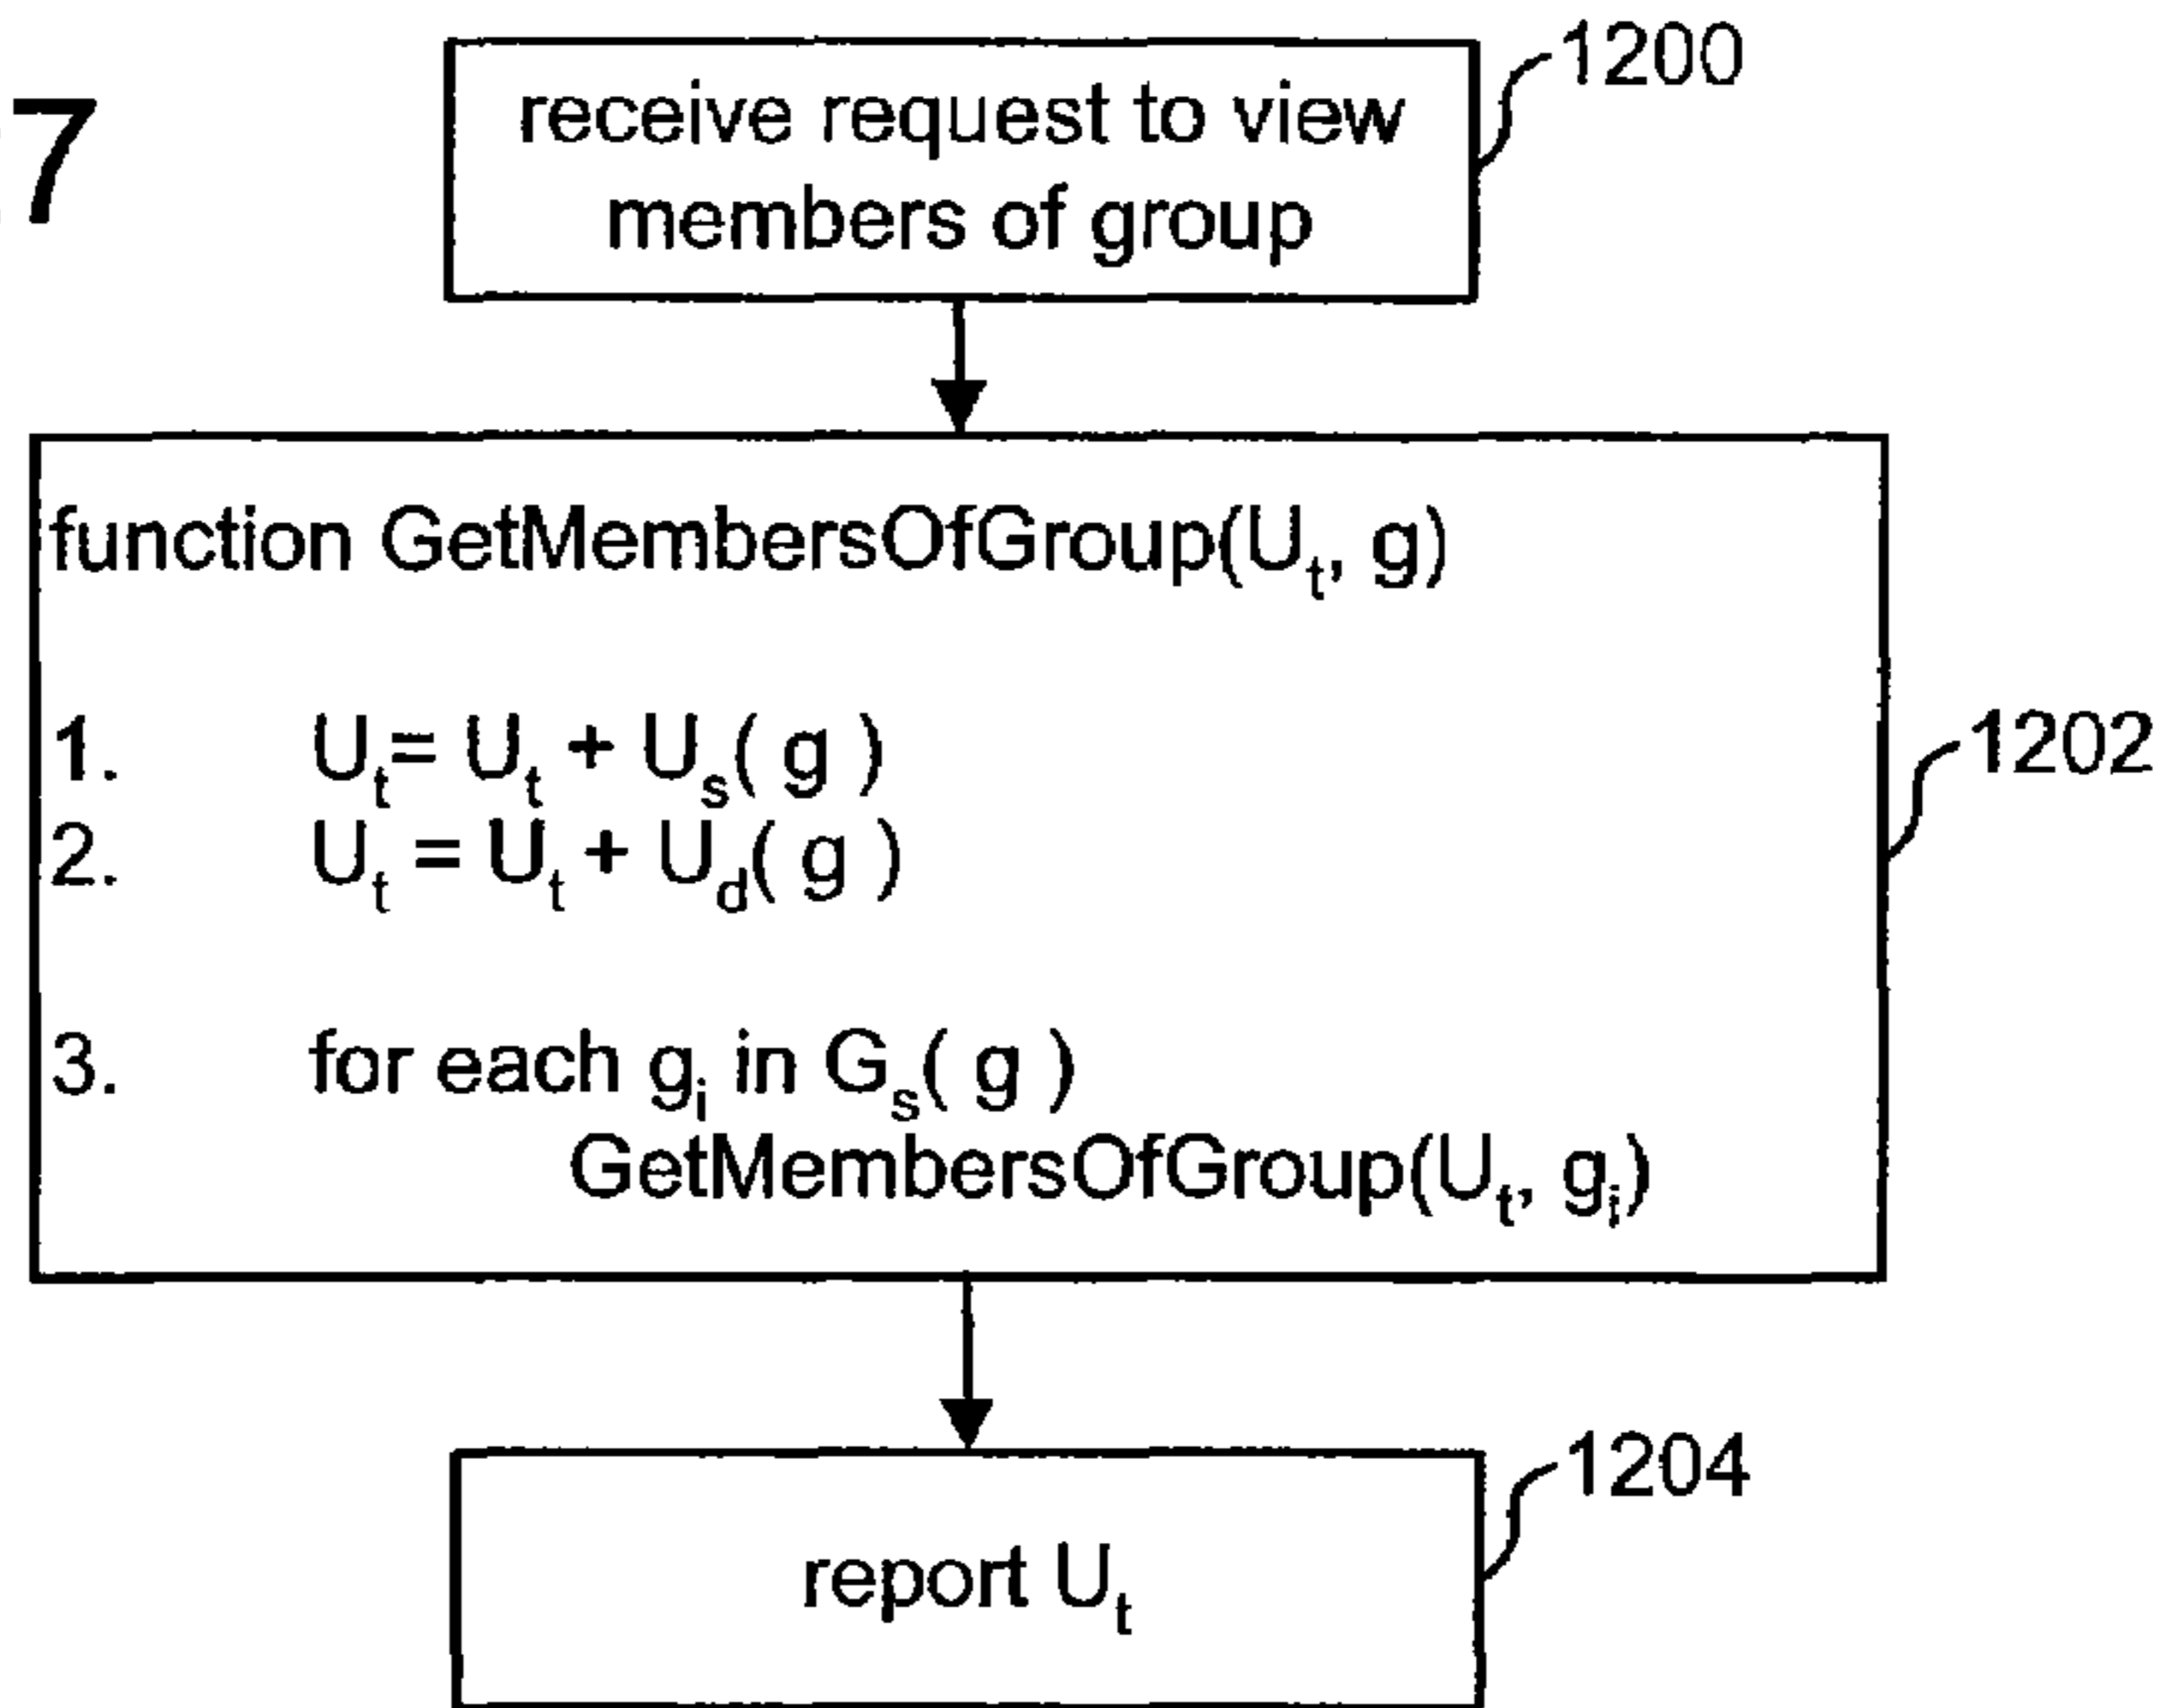 7
receive request to view
members of group
1200
function GetMembersOfGroup(Uₜ, g)
1. Uₜ= Uₜ + Uₛ( g )
2. Uₜ = Uₜ + U_d( g )
3. for each gᵢ in Gₛ( g )
GetMembersOfGroup(Uₜ, gᵢ)
1202
report Uₜ
1204